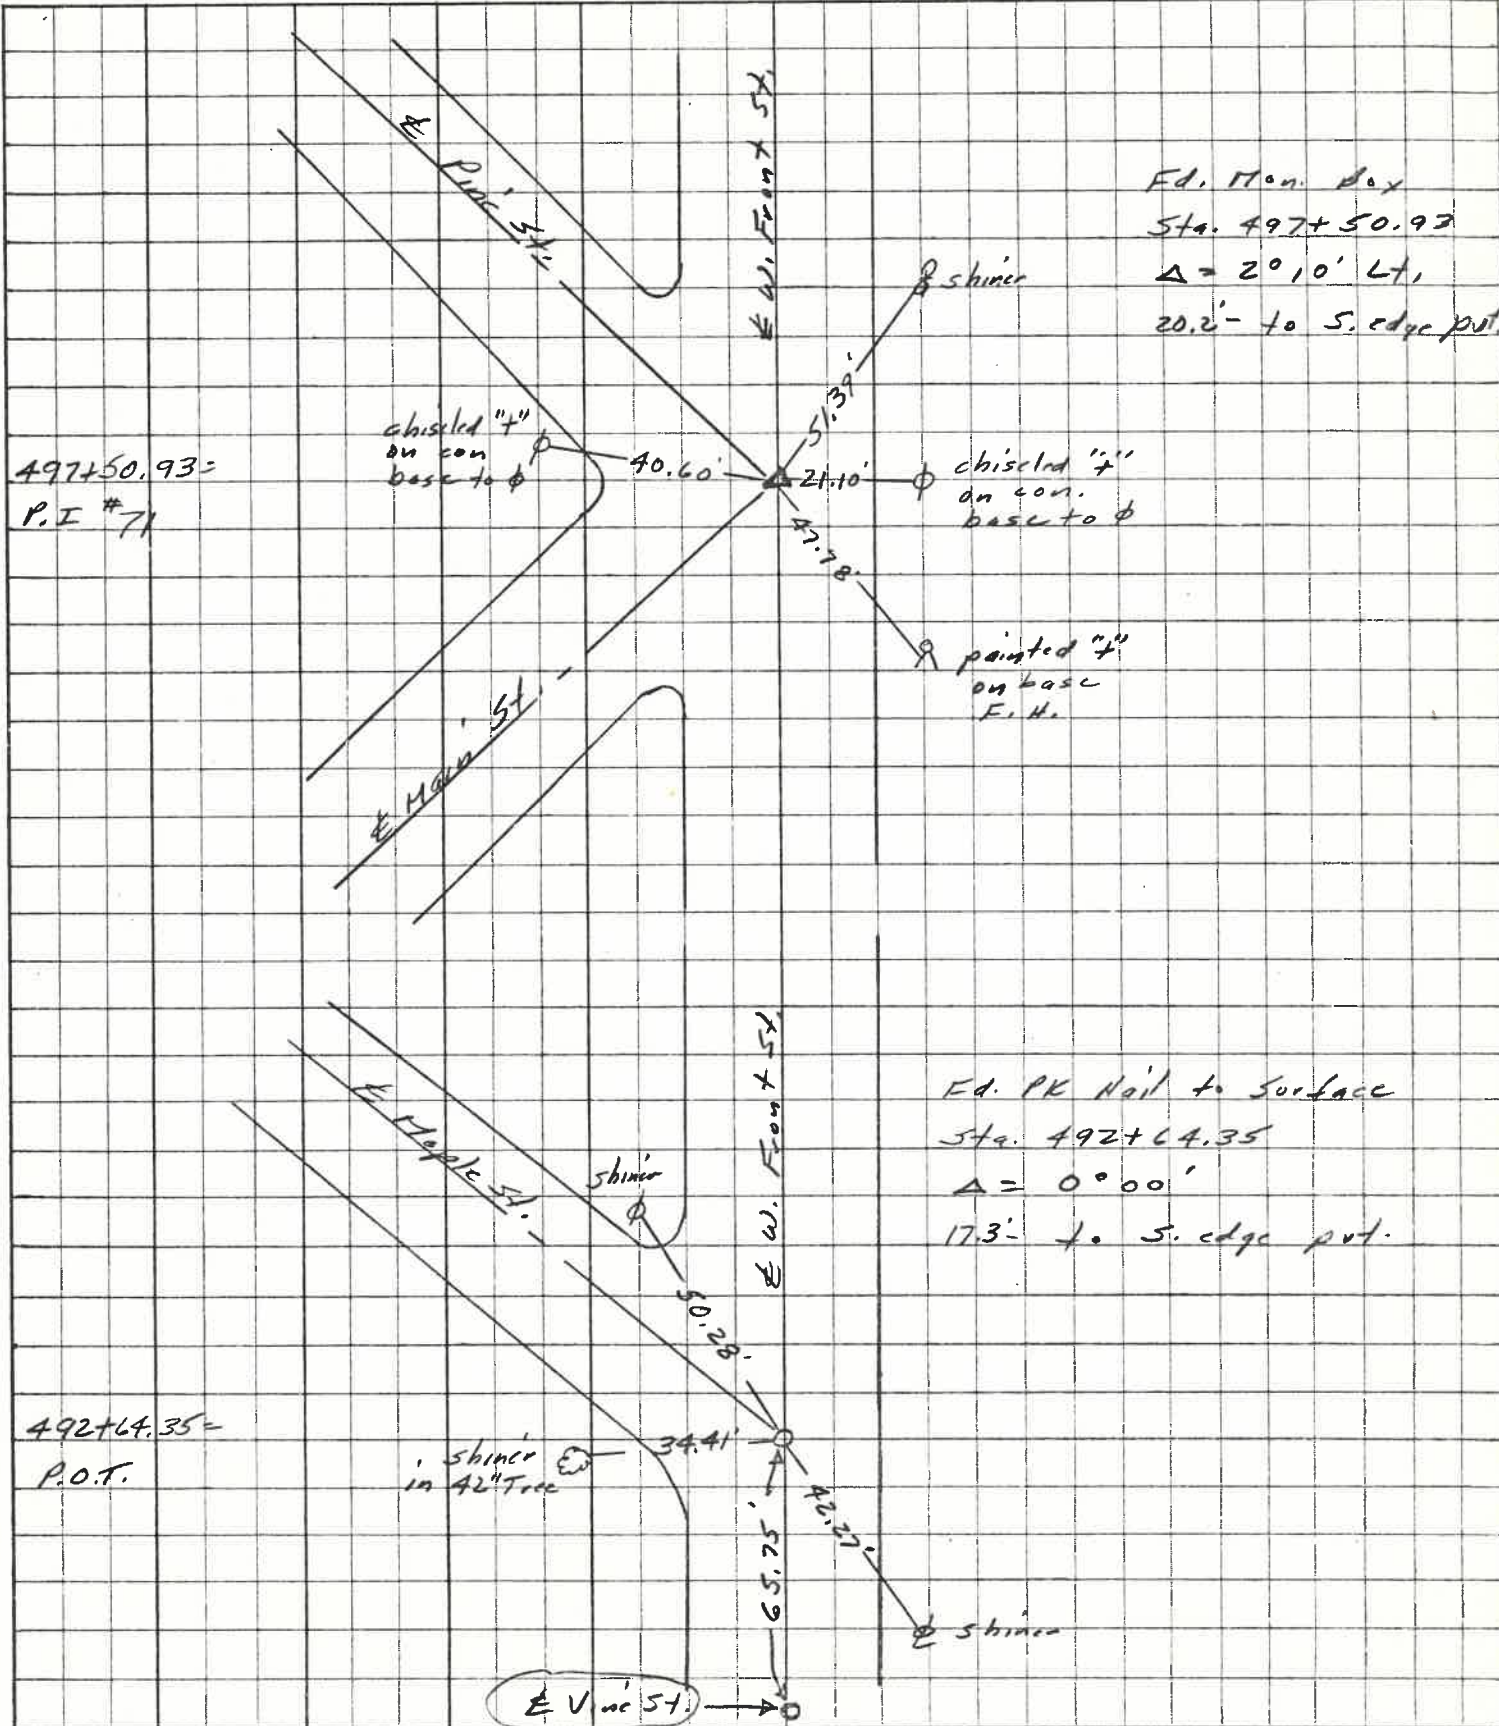 ℄ Pine St.
℄ W. Front St.
Fd. Mon. Box
Sta. 497+50.93
Δ = 2°10' Lt.
20.2'- to S. edge pvt.
shiner
51.39'
chiseled "+"
on con
base to ϕ
40.60'
21.10'
chiseled "+"
on con.
base to ϕ
497+50.93=
P.I #71
47.78'
painted "+"
on base
F. H.
℄ Main St.
℄ W. Front St.
℄ Maple St.
shiner
50.28'
Fd. PK Nail to Surface
Sta. 492+64.35
Δ = 0°00'
17.3'- to S. edge pvt.
492+64.35=
P.O.T.
shiner
in 42" Tree
34.41'
65.75'
42.27'
shiner
℄ Vine St.